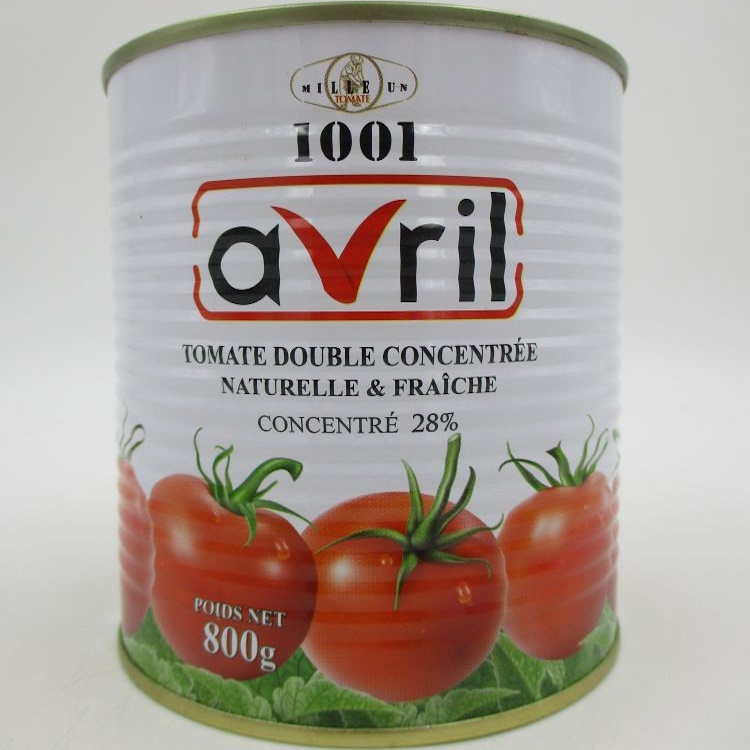 MILLE UN
TOMATE
1001
avril
TOMATE DOUBLE CONCENTRÉE
NATURELLE & FRAÎCHE
CONCENTRÉ 28%
POIDS NET
800g